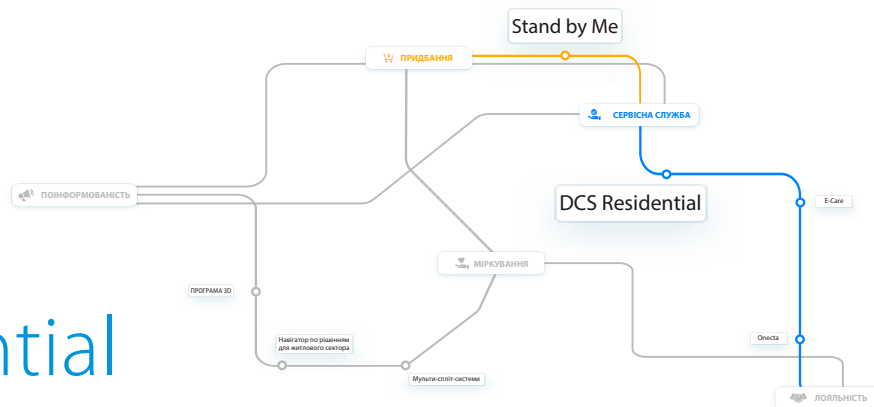 Stand by Me
ПРИДБАННЯ
СЕРВІСНА СЛУЖБА
ПОІНФОРМОВАНІСТЬ
DCS Residential
E-Care
МІРКУВАННЯ
ПРОГРАМА 3D
ntial
Навігатор по рішенням
для житлового сектора
Onecta
Мульти-спліт-системи
ЛОЯЛЬНІСТЬ